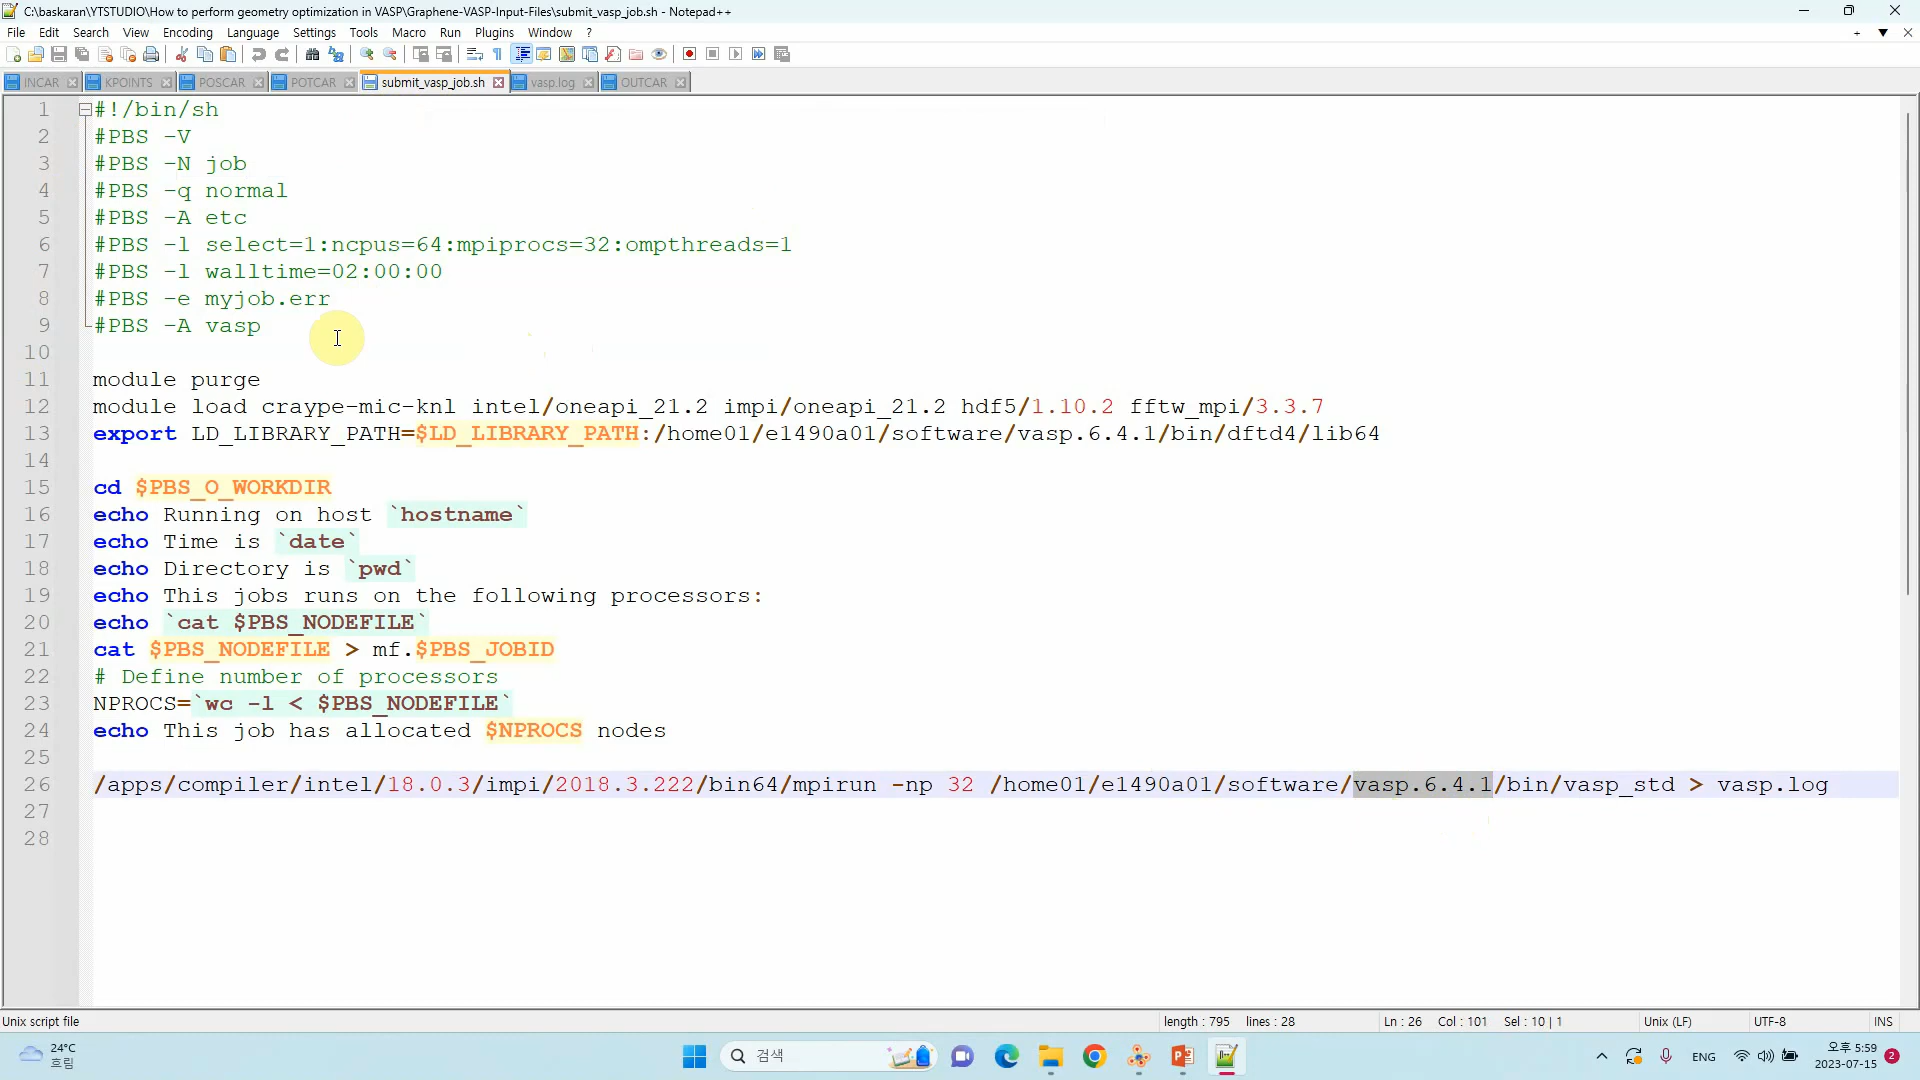 C:\baskaran\YTSTUDIO\How to perform geometry optimization in VASP\Graphene-VASP-Input-Files\submit_vasp_job.sh - Notepad++
File Edit Search View Encoding Language Settings Tools Macro Run Plugins Window ?
INCAR KPOINTS POSCAR POTCAR submit_vasp_job.sh vasp.log OUTCAR
1 #!/bin/sh
2 #PBS -V
3 #PBS -N job
4 #PBS -q normal
5 #PBS -A etc
6 #PBS -l select=1:ncpus=64:mpiprocs=32:ompthreads=1
7 #PBS -l walltime=02:00:00
8 #PBS -e myjob.err
9 #PBS -A vasp
10
11 module purge
12 module load craype-mic-knl intel/oneapi_21.2 impi/oneapi_21.2 hdf5/1.10.2 fftw_mpi/3.3.7
13 export LD_LIBRARY_PATH=$LD_LIBRARY_PATH:/home01/e1490a01/software/vasp.6.4.1/bin/dftd4/lib64
14
15 cd $PBS_O_WORKDIR
16 echo Running on host `hostname`
17 echo Time is `date`
18 echo Directory is `pwd`
19 echo This jobs runs on the following processors:
20 echo `cat $PBS_NODEFILE`
21 cat $PBS_NODEFILE > mf.$PBS_JOBID
22 # Define number of processors
23 NPROCS=`wc -l < $PBS_NODEFILE`
24 echo This job has allocated $NPROCS nodes
25
26 /apps/compiler/intel/18.0.3/impi/2018.3.222/bin64/mpirun -np 32 /home01/e1490a01/software/vasp.6.4.1/bin/vasp_std > vasp.log
27
28
Unix script file length : 795 lines : 28 Ln : 26 Col : 101 Sel : 10 | 1 Unix (LF) UTF-8 INS
24°C
흐림
검색
ENG
오후 5:59
2023-07-15
2